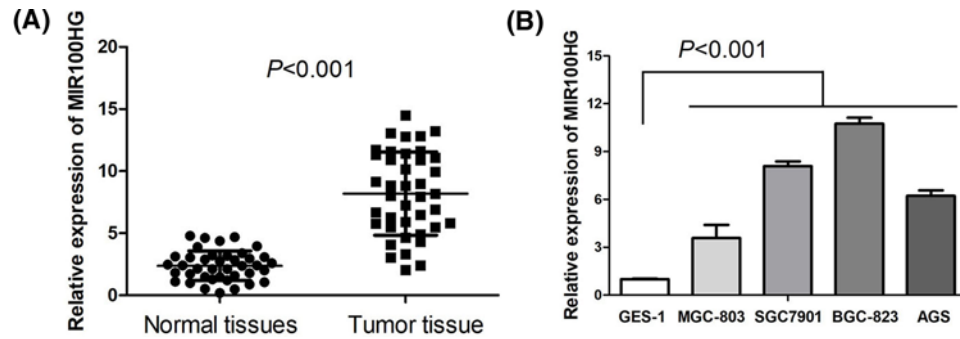 (A)
Relative expression of MIR100HG
20
15
10
5
0
P<0.001
Normal tissues
Tumor tissue
(B)
Relative expression of MIR100HG
15
12
9
6
3
0
P<0.001
GES-1
MGC-803
SGC7901
BGC-823
AGS